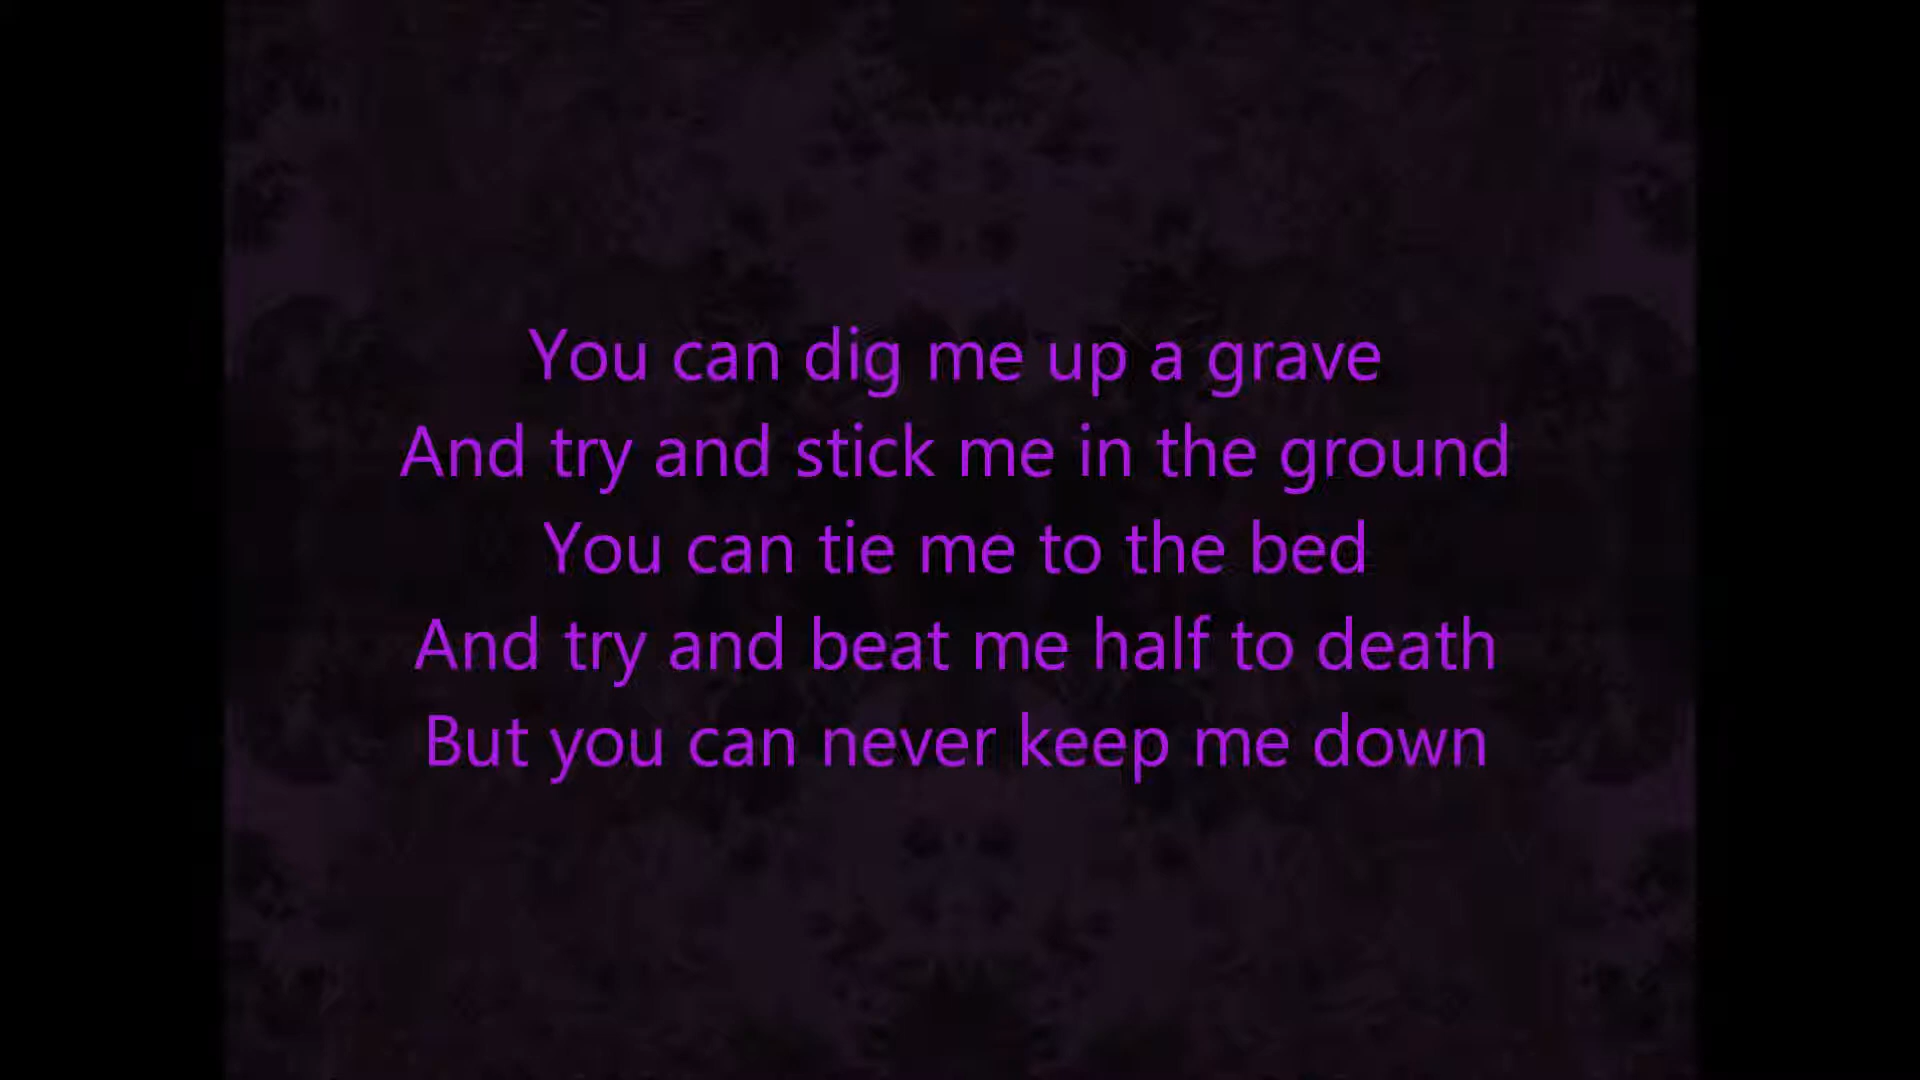 You can dig me up a grave
And try and stick me in the ground
You can tie me to the bed
And try and beat me half to death
But you can never keep me down